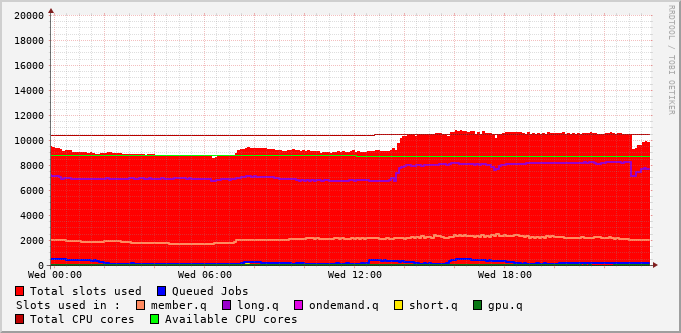 20000
18000
16000
14000
12000
10000
8000
6000
4000
2000
0
Wed 00:00 Wed 06:00 Wed 12:00 Wed 18:00
Total slots used Queued Jobs
Slots used in : member.q long.q ondemand.q short.q gpu.q
Total CPU cores Available CPU cores
RRDTOOL / TOBI OETIKER